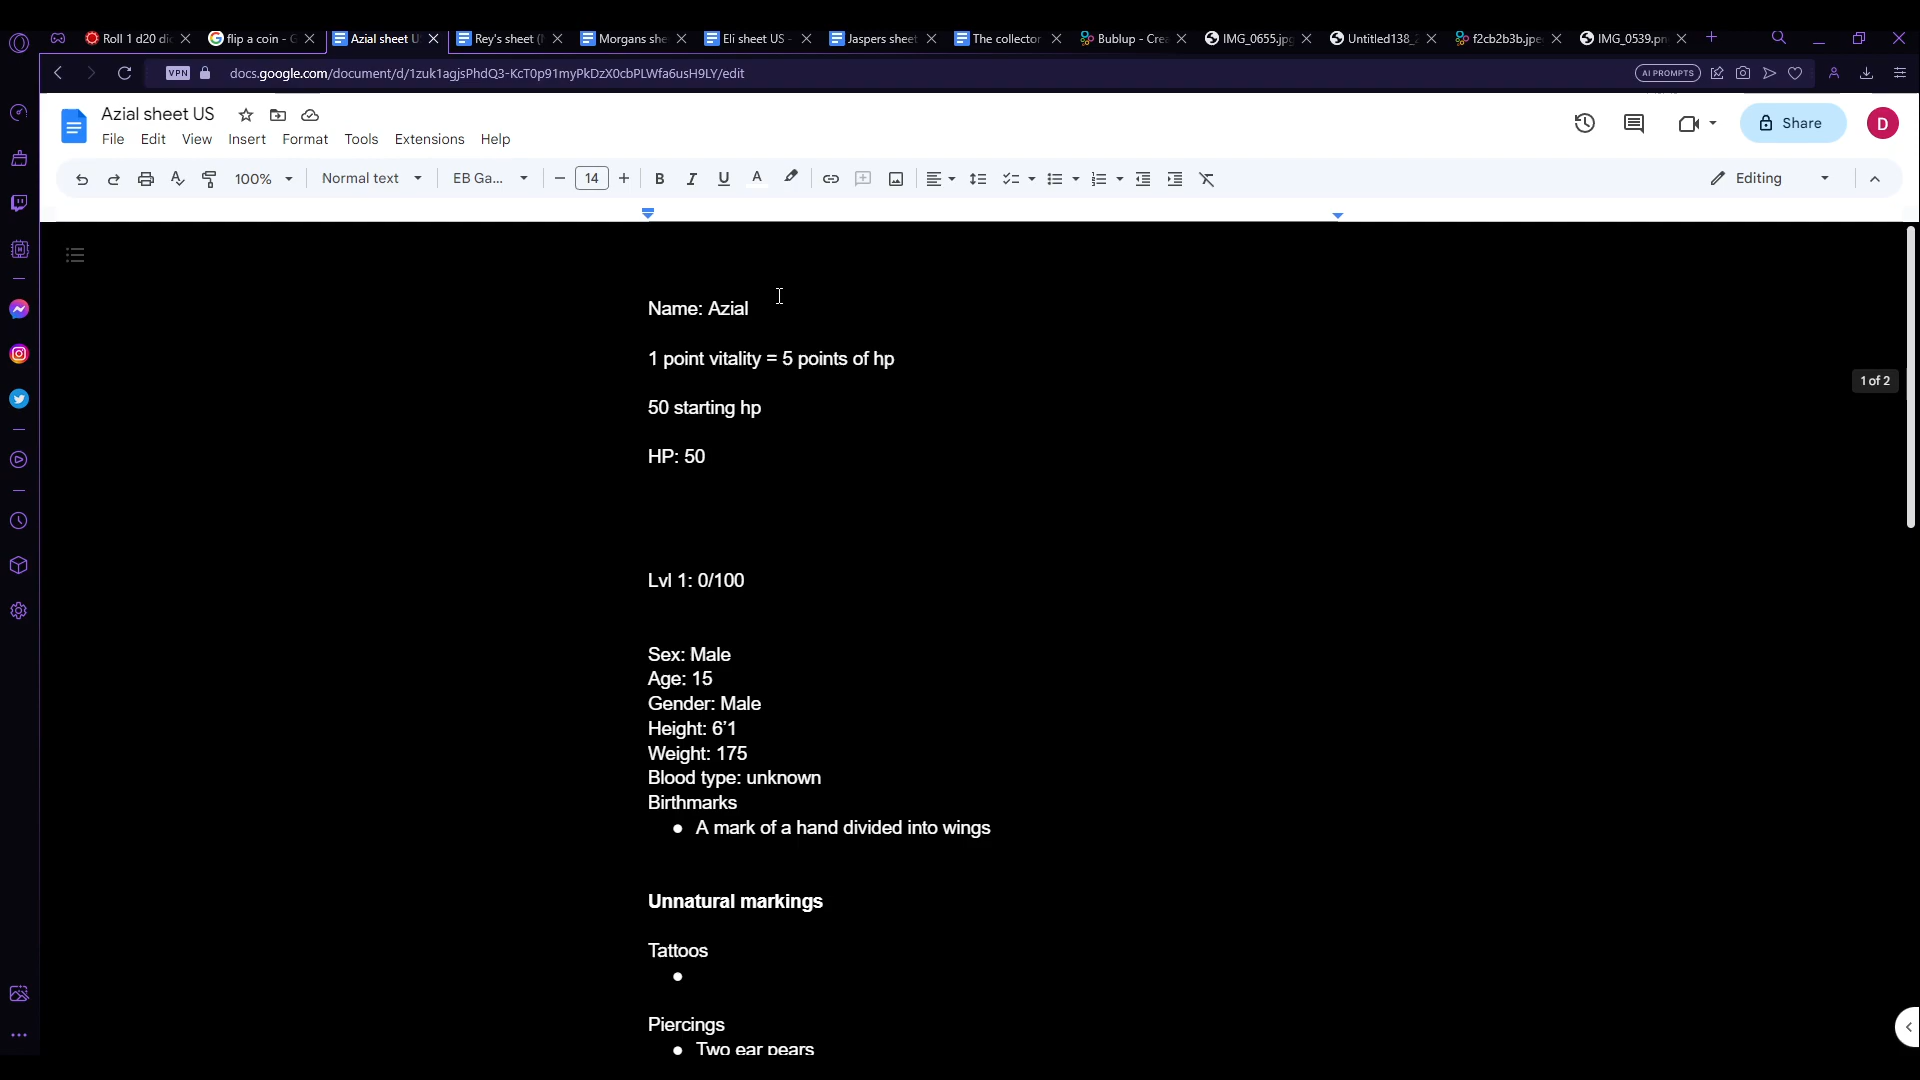 Roll 1 d20 di
flip a coin - G
Azial sheet U
Rey's sheet (
Morgans she
Eli sheet US -
Jaspers sheet
The collector
Bublup - Crea
IMG_0655.jpg
Untitled138_
f2cb2b3b.jpe
IMG_0539.pn
VPN
docs.google.com/document/d/1zuk1agjsPhdQ3-KcT0p91myPkDzX0cbPLWfa6usH9LY/edit
AI PROMPTS
Azial sheet US
File Edit View Insert Format Tools Extensions Help
Share
D
100%
Normal text
EB Ga...
14
Editing
Name: Azial
1 point vitality = 5 points of hp
1 of 2
50 starting hp
HP: 50
Lvl 1: 0/100
Sex: Male
Age: 15
Gender: Male
Height: 6’1
Weight: 175
Blood type: unknown
Birthmarks
● A mark of a hand divided into wings
Unnatural markings
Tattoos
●
Piercings
● Two ear pears